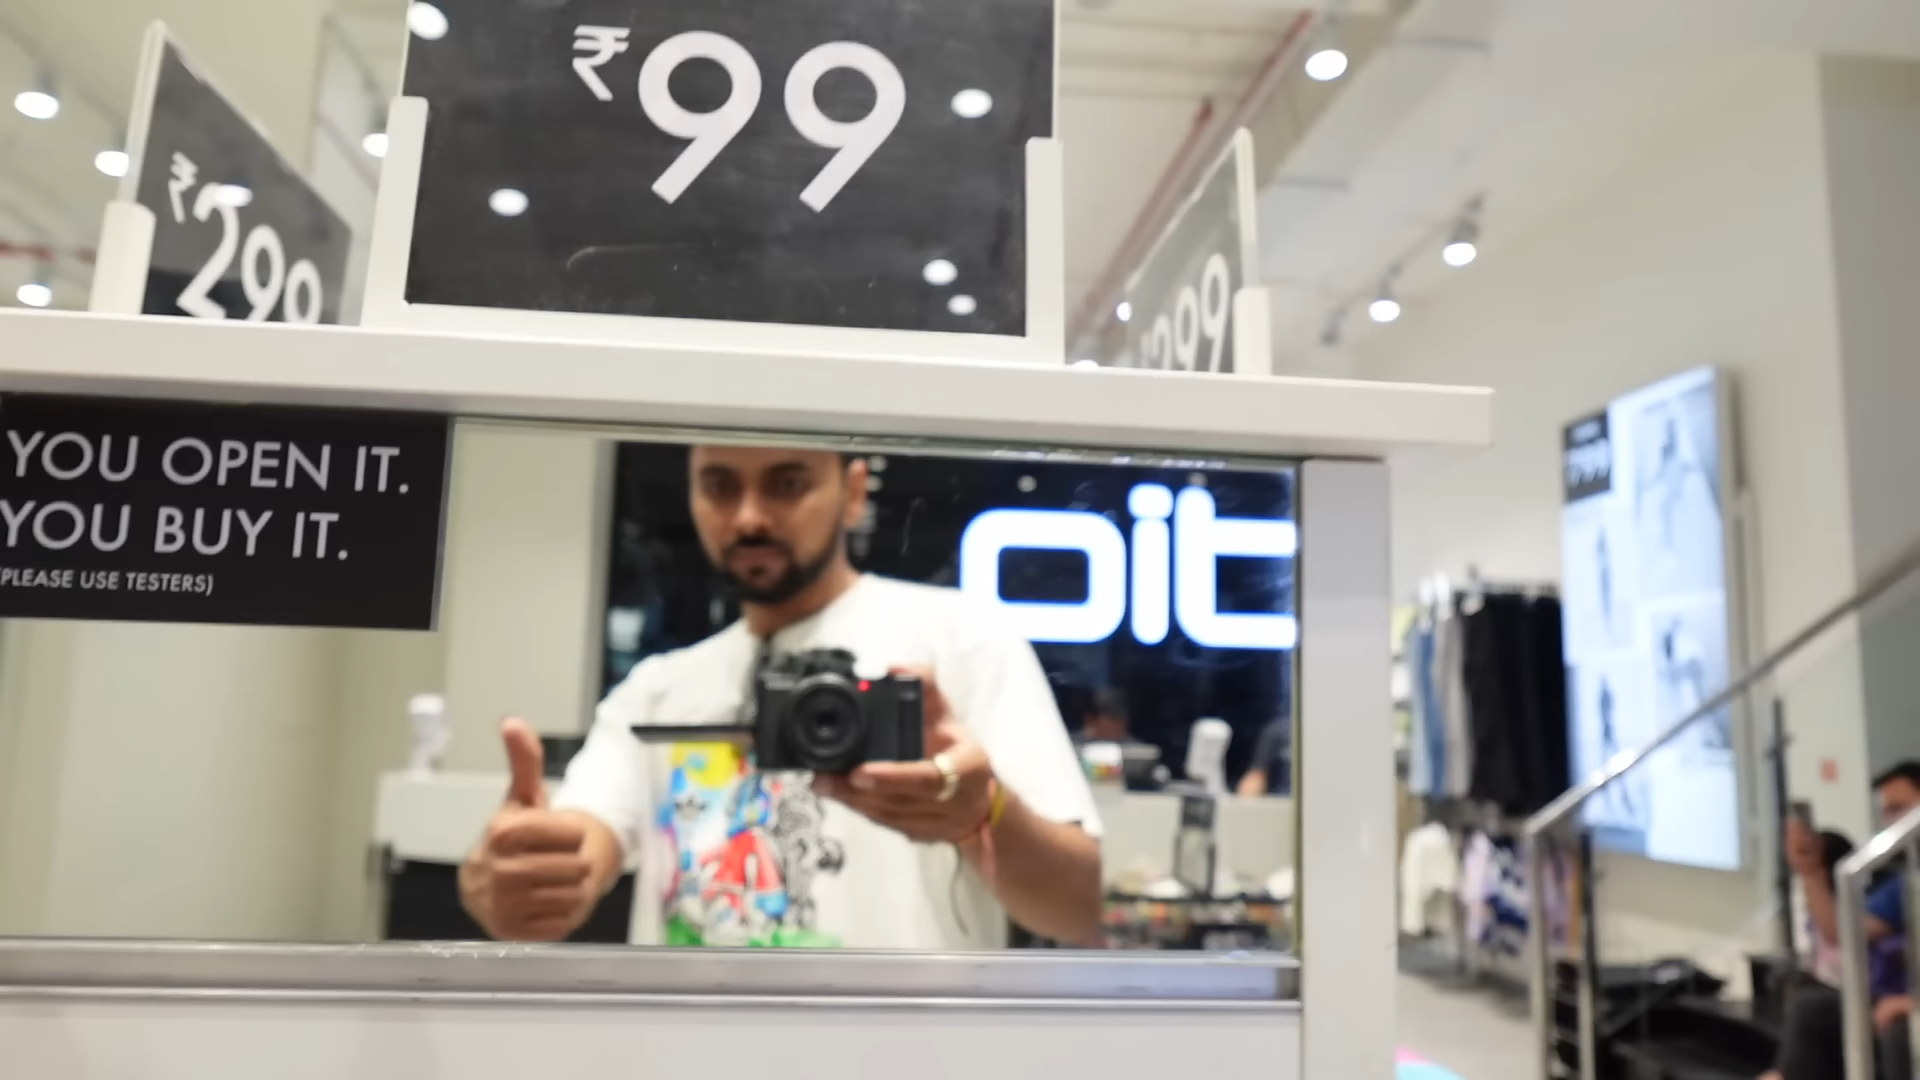 ₹99
₹299
299
YOU OPEN IT.
YOU BUY IT.
(PLEASE USE TESTERS)
oit